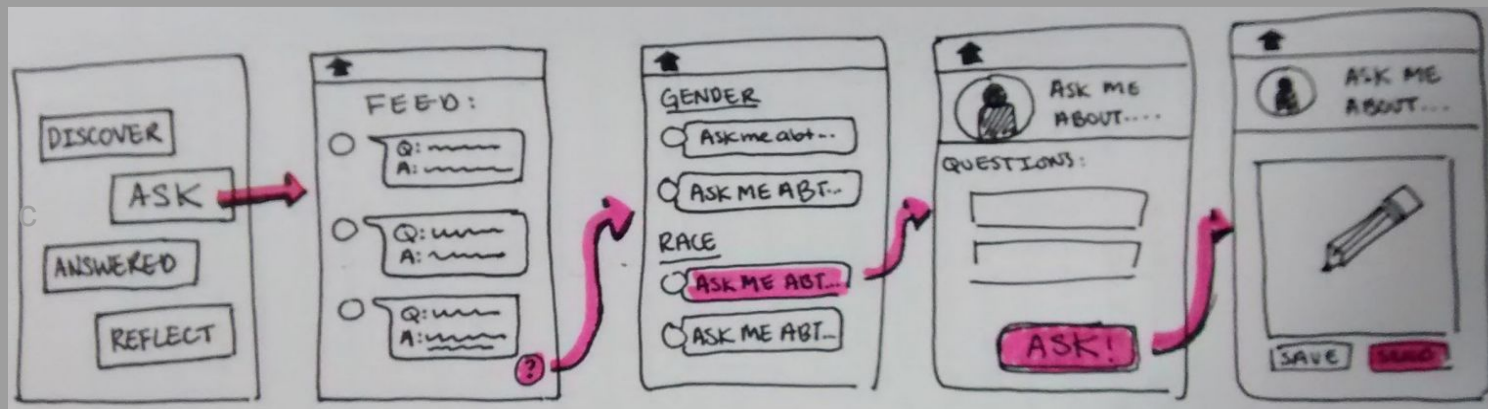 DISCOVER
ASK
ANSWERED
REFLECT
FEED:
Q:
A:
Q:
A:
Q:
A:
?
GENDER
Ask me abt...
ASK ME ABT...
RACE
ASK ME ABT...
ASK ME ABT...
ASK ME
ABOUT....
QUESTIONS:
ASK!
ASK ME
ABOUT....
SAVE
SEND